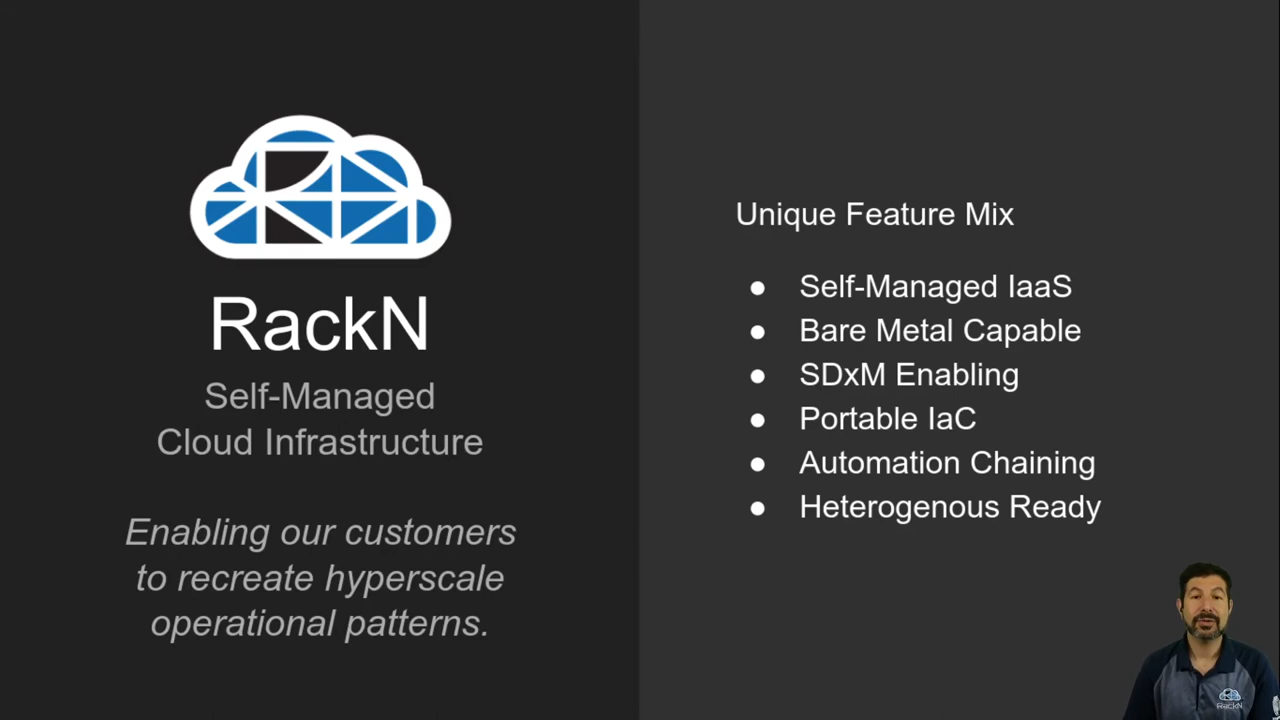 RackN
Self-Managed
Cloud Infrastructure
Enabling our customers
to recreate hyperscale
operational patterns.
Unique Feature Mix
● Self-Managed IaaS
● Bare Metal Capable
● SDxM Enabling
● Portable IaC
● Automation Chaining
● Heterogenous Ready
RackN